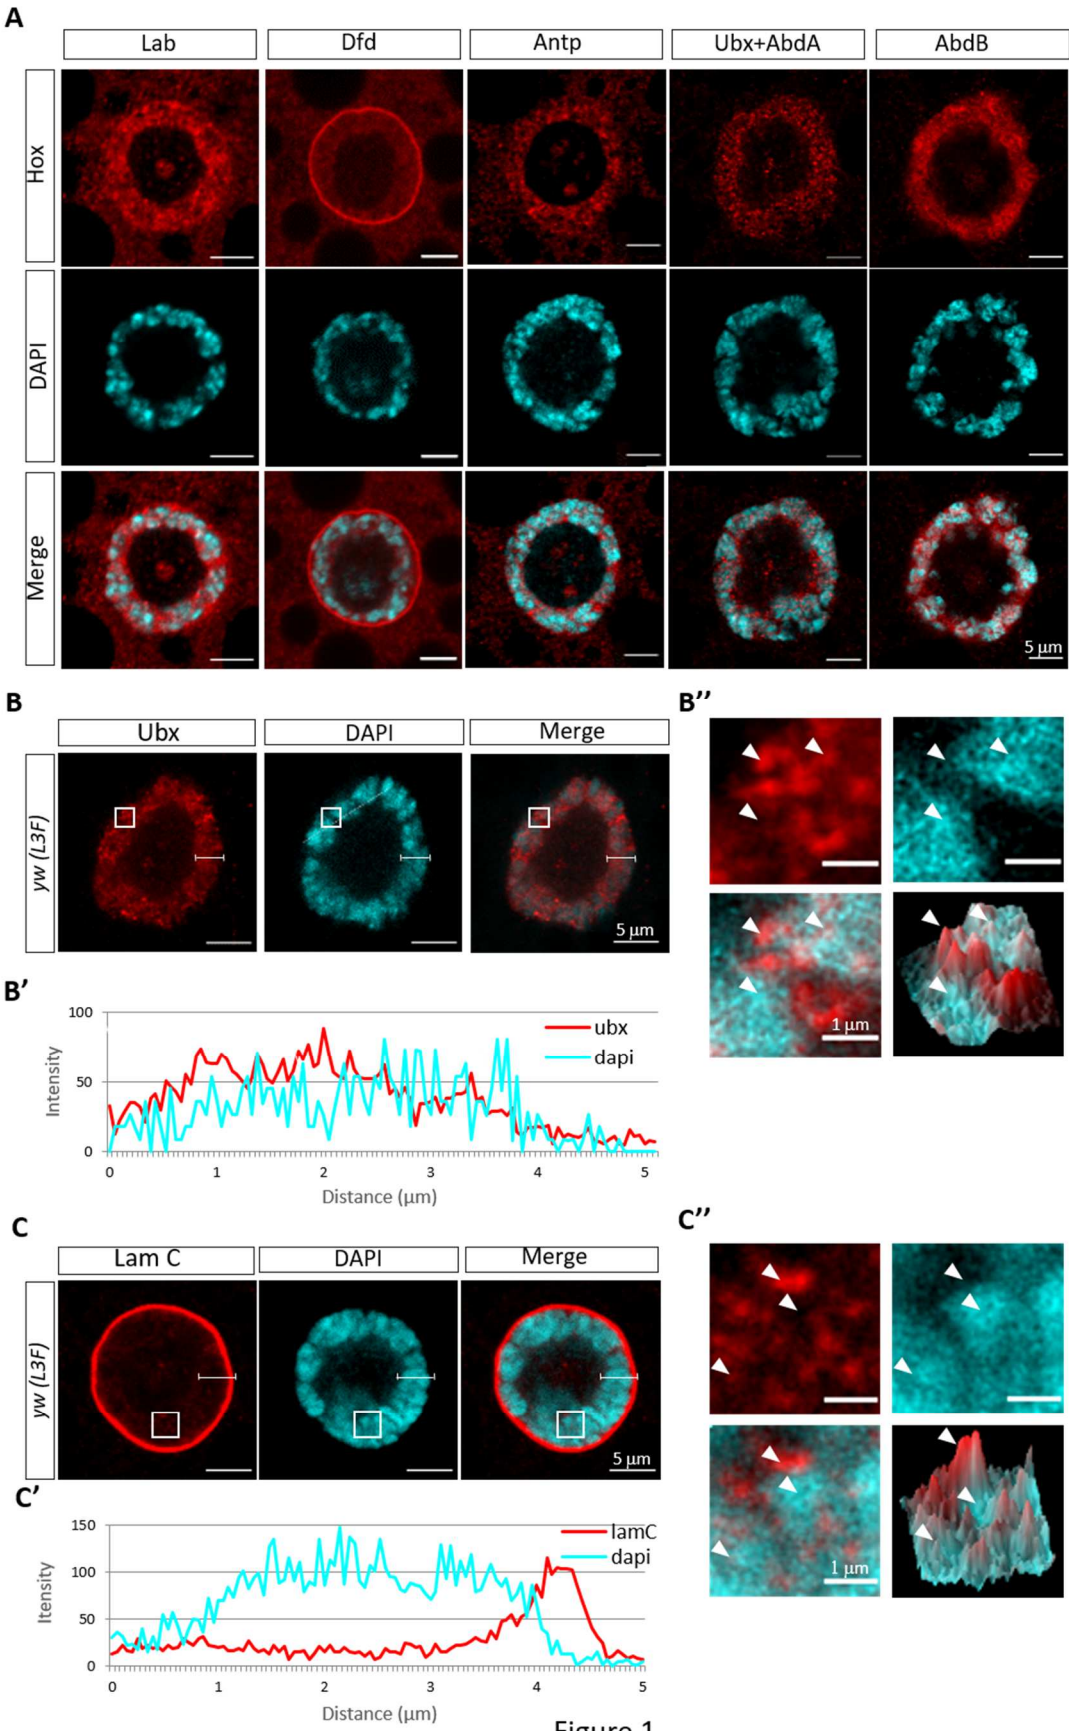 A
Lab
Dfd
Antp
Ubx+AbdA
AbdB
Hox
DAPI
Merge
5 µm
B
Ubx
DAPI
Merge
yw (L3F)
5 µm
B''
1 µm
B'
100
50
0
Intensity
ubx
dapi
0 1 2 3 4 5
Distance (µm)
C
Lam C
DAPI
Merge
yw (L3F)
5 µm
C''
1 µm
C'
150
100
50
0
Itensity
lamC
dapi
0 1 2 3 4 5
Distance (µm)
Figure 1